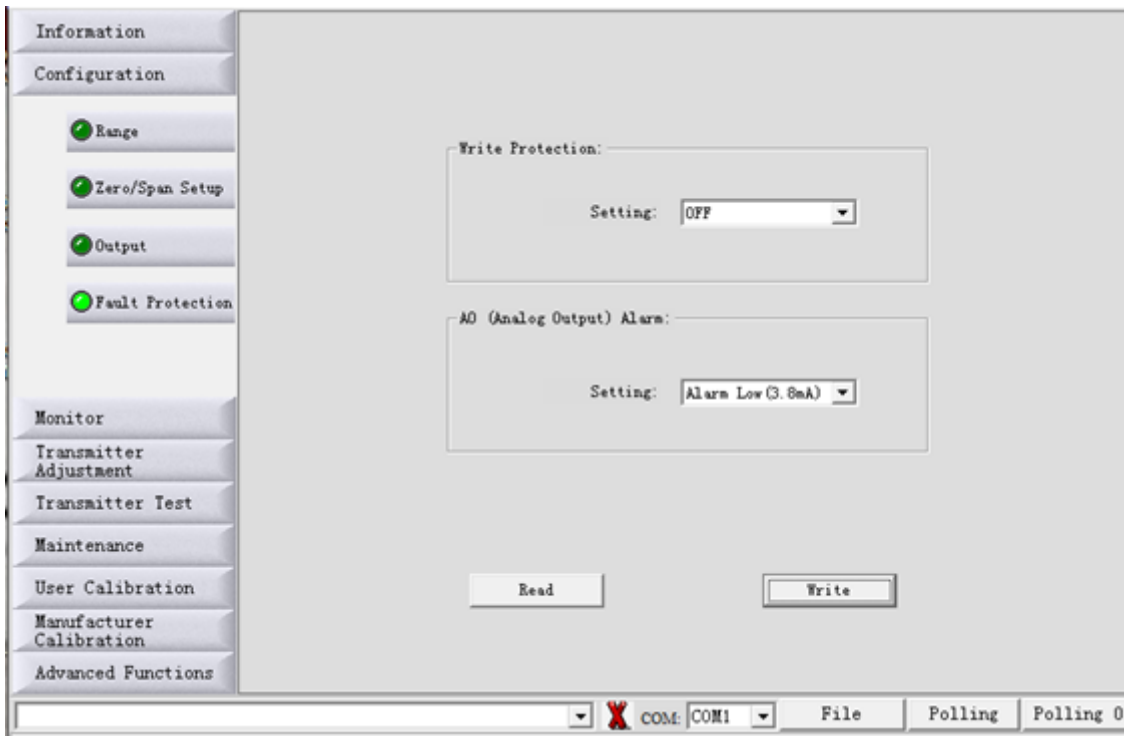 Information
Configuration
Range
Zero/Span Setup
Output
Fault Protection
Monitor
Transmitter
Adjustment
Transmitter Test
Maintenance
User Calibration
Manufacturer
Calibration
Advanced Functions
Write Protection:
Setting: OFF
AO (Analog Output) Alarm:
Setting: Alarm Low(3.8mA)
Read Write
COM: COM1 File Polling Polling 0